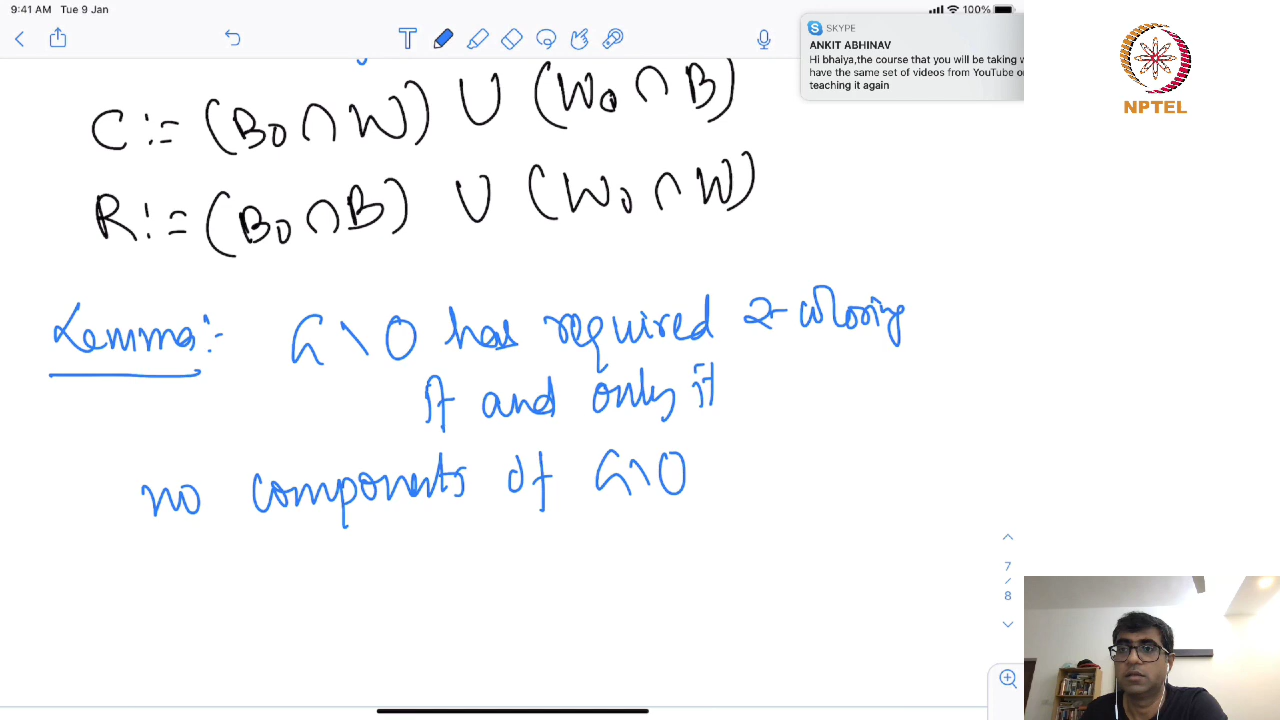 9:41 AM Tue 9 Jan
100%
SKYPE
ANKIT ABHINAV
Hi bhaiya,the course that you will be taking w
have the same set of videos from YouTube or
teaching it again
NPTEL
T
C := (B0 ∩ W) ∪ (W0 ∩ B)
R := (B0 ∩ B) ∪ (W0 ∩ W)
Lemma :- G \ O has required 2-coloring
if and only if
no components of G \ O
7
/
8